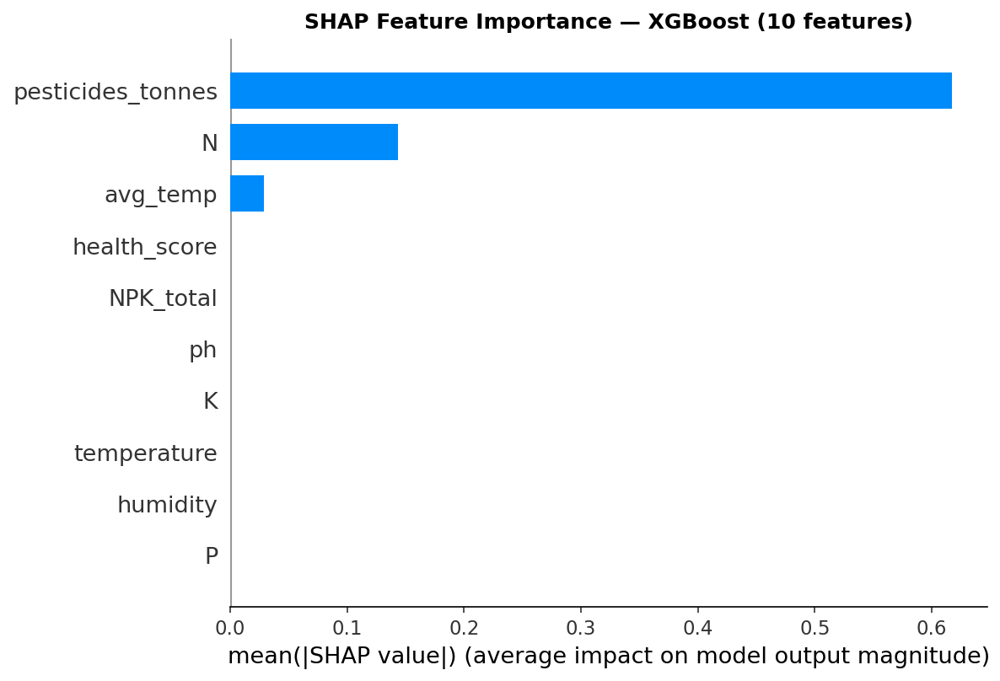 SHAP Feature Importance — XGBoost (10 features)
pesticides_tonnes
N
avg_temp
health_score
NPK_total
ph
K
temperature
humidity
P
0.0 0.1 0.2 0.3 0.4 0.5 0.6
mean(|SHAP value|) (average impact on model output magnitude)